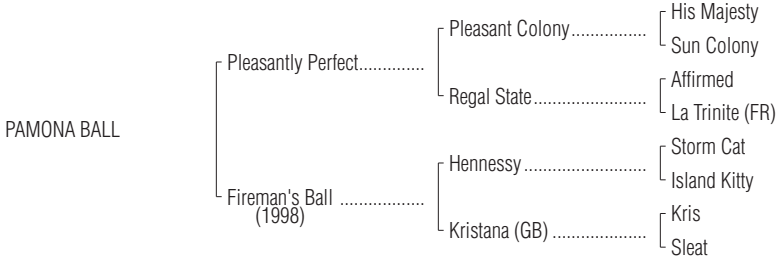 His Majesty
Pleasant Colony...................
Sun Colony
Pleasantly Perfect..............
Affirmed
Regal State............................
La Trinite (FR)
PAMONA BALL
Storm Cat
Hennessy ..............................
Island Kitty
Fireman's Ball ..................
(1998)
Kris
Kristana (GB) .....................
Sleat